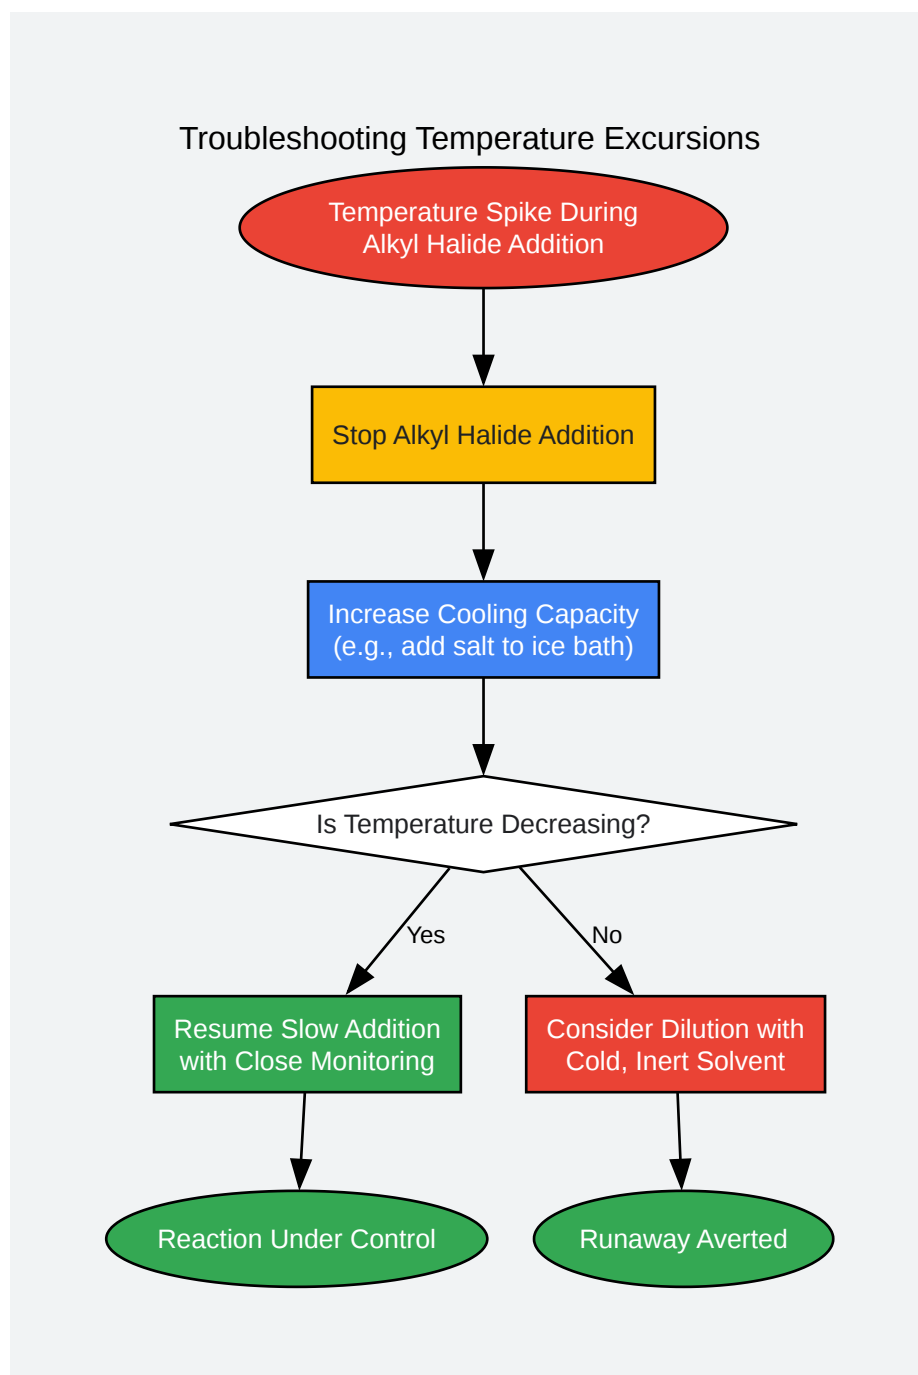 Troubleshooting Temperature Excursions
Temperature Spike During
Alkyl Halide Addition
Stop Alkyl Halide Addition
Increase Cooling Capacity
(e.g., add salt to ice bath)
Is Temperature Decreasing?
Yes
No
Resume Slow Addition
with Close Monitoring
Consider Dilution with
Cold, Inert Solvent
Reaction Under Control
Runaway Averted